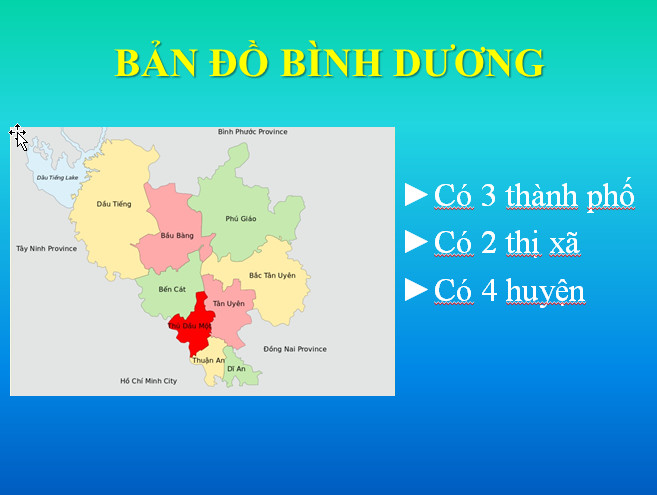 BẢN ĐỒ BÌNH DƯƠNG
Bình Phước Province
Dầu Tiếng Lake
Dầu Tiếng
Phú Giáo
Bàu Bàng
Tây Ninh Province
Bắc Tân Uyên
Bến Cát
Tân Uyên
Thủ Dầu Một
Đồng Nai Province
Thuận An
Dĩ An
Hồ Chí Minh City
►Có 3 thành phố
►Có 2 thị xã
►Có 4 huyện